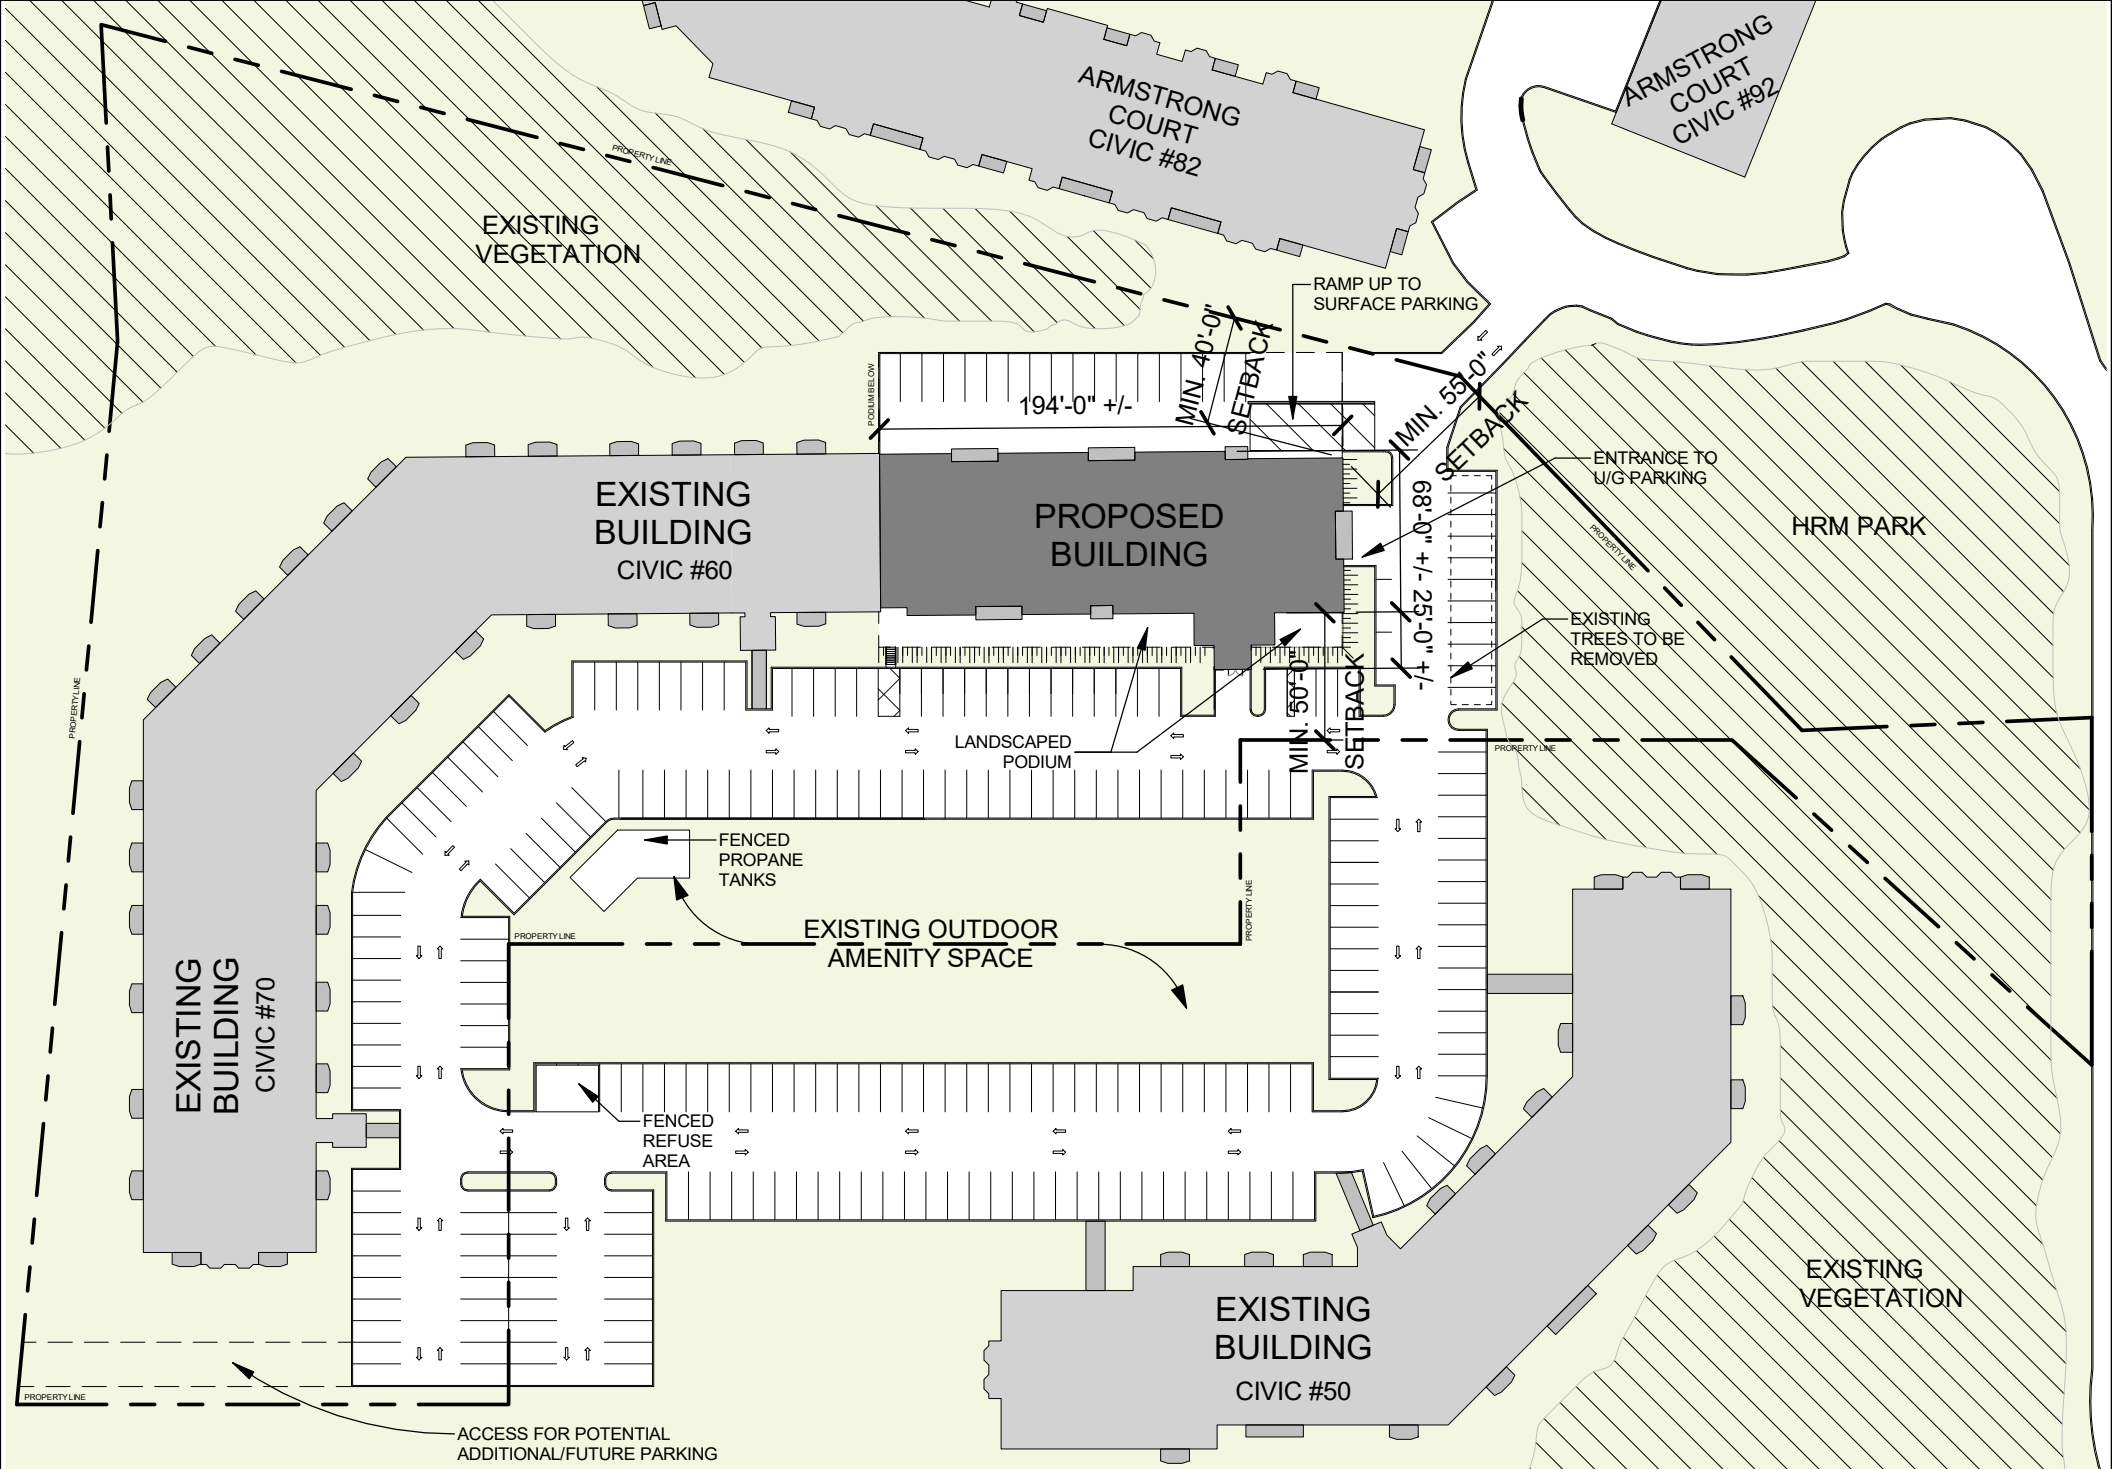 ARMSTRONG
COURT
CIVIC #92
ARMSTRONG
COURT
CIVIC #82
PROPERTY LINE
EXISTING
VEGETATION
RAMP UP TO
SURFACE PARKING
MIN. 40'-0"
SETBACK
PODIUM BELOW
194'-0" +/-
MIN. 55'-0"
SETBACK
ENTRANCE TO
U/G PARKING
EXISTING
BUILDING
CIVIC #60
PROPOSED
BUILDING
68'-0" +/-
HRM PARK
PROPERTY LINE
25'-0" +/-
EXISTING
TREES TO BE
REMOVED
PROPERTY LINE
MIN. 50'-0"
SETBACK
LANDSCAPED
PODIUM
PROPERTY LINE
FENCED
PROPANE
TANKS
PROPERTY LINE
EXISTING OUTDOOR
AMENITY SPACE
PROPERTY LINE
EXISTING
BUILDING
CIVIC #70
FENCED
REFUSE
AREA
EXISTING
VEGETATION
EXISTING
BUILDING
CIVIC #50
PROPERTY LINE
ACCESS FOR POTENTIAL
ADDITIONAL/FUTURE PARKING